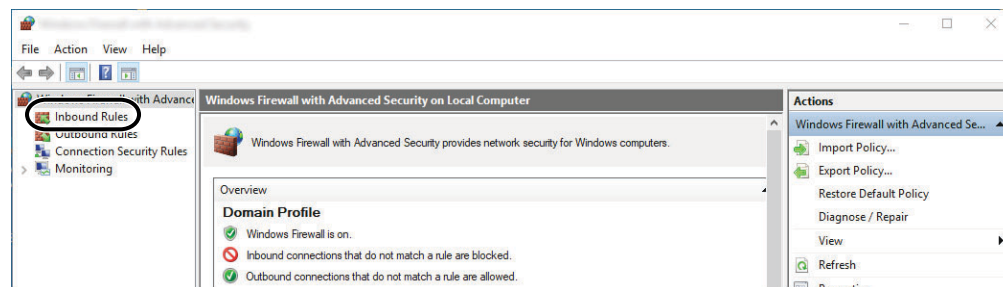 File Action View Help
with Advance
Inbound Rules
Outbound Rules
Connection Security Rules
Monitoring
Windows Firewall with Advanced Security on Local Computer
Windows Firewall with Advanced Security provides network security for Windows computers.
Overview
Domain Profile
Windows Firewall is on.
Inbound connections that do not match a rule are blocked.
Outbound connections that do not match a rule are allowed.
Actions
Windows Firewall with Advanced Se...
Import Policy...
Export Policy...
Restore Default Policy
Diagnose / Repair
View
Refresh